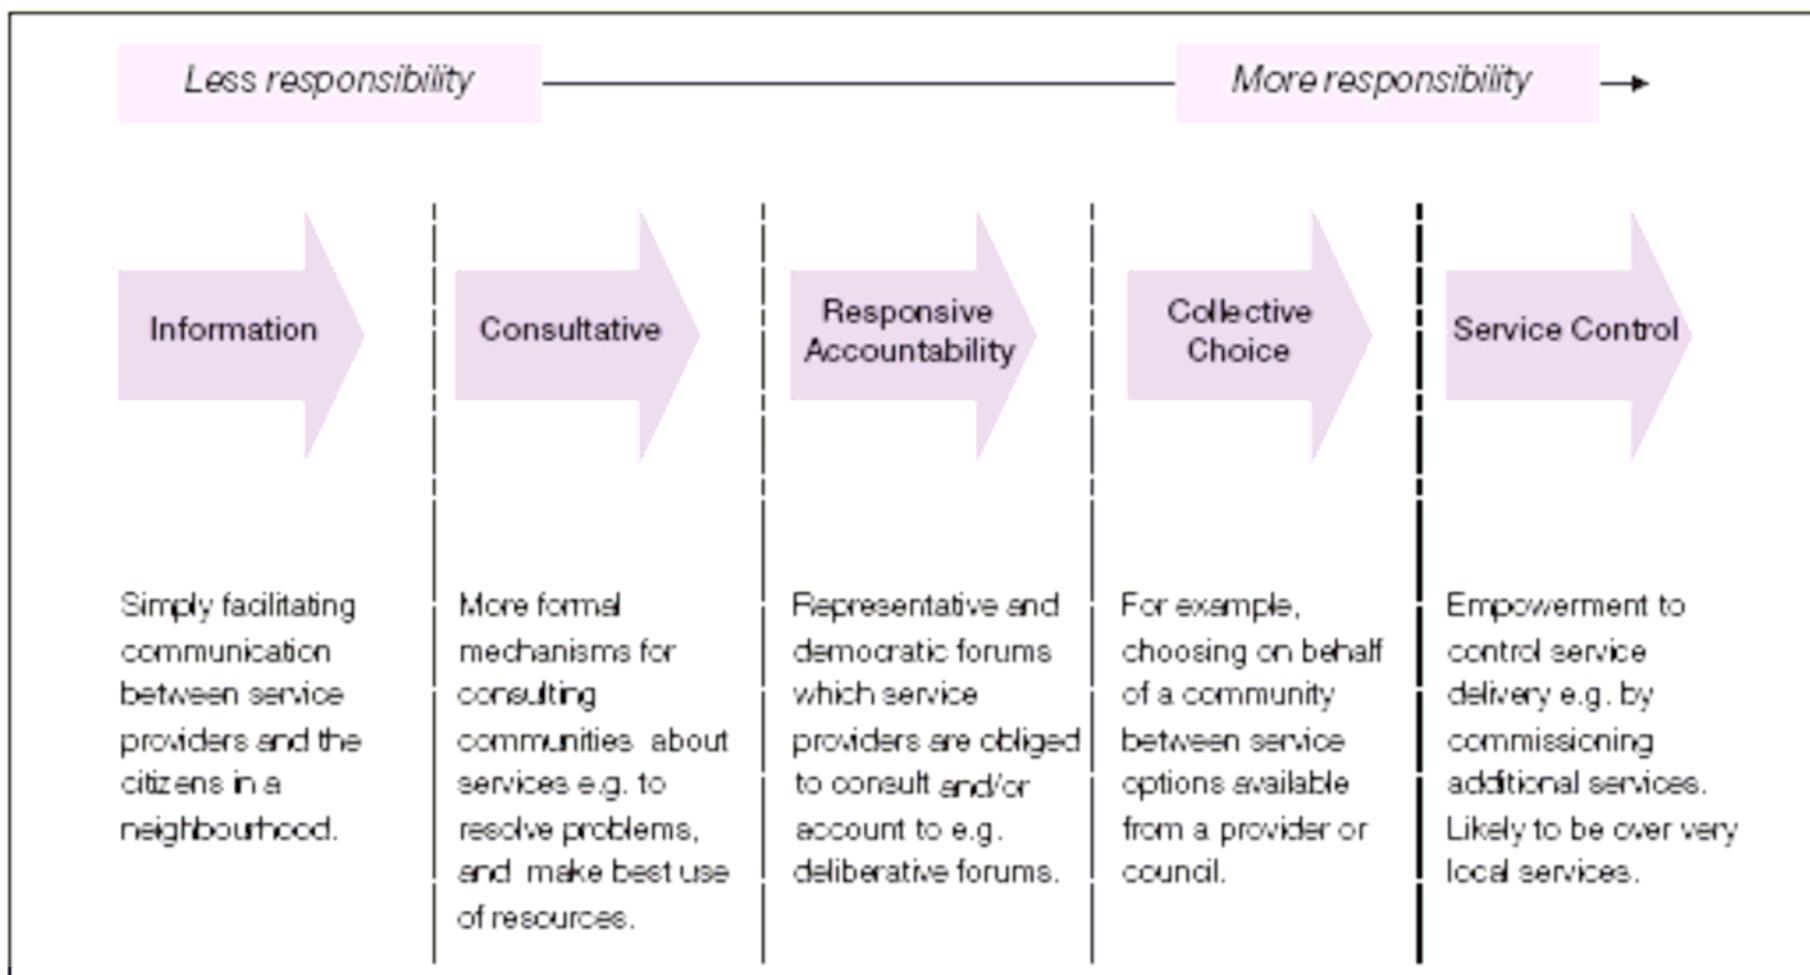 Less responsibility
More responsibility
Information
Consultative
Responsive
Accountability
Collective
Choice
Service Control
Simply facilitating
communication
between service
providers and the
citizens in a
neighbourhood.
More formal
mechanisms for
consulting
communities about
services e.g. to
resolve problems,
and make best use
of resources.
Representative and
democratic forums
which service
providers are obliged
to consult and/or
account to e.g.
deliberative forums.
For example,
choosing on behalf
of a community
between service
options available
from a provider or
council.
Empowerment to
control service
delivery e.g. by
commissioning
additional services.
Likely to be over very
local services.